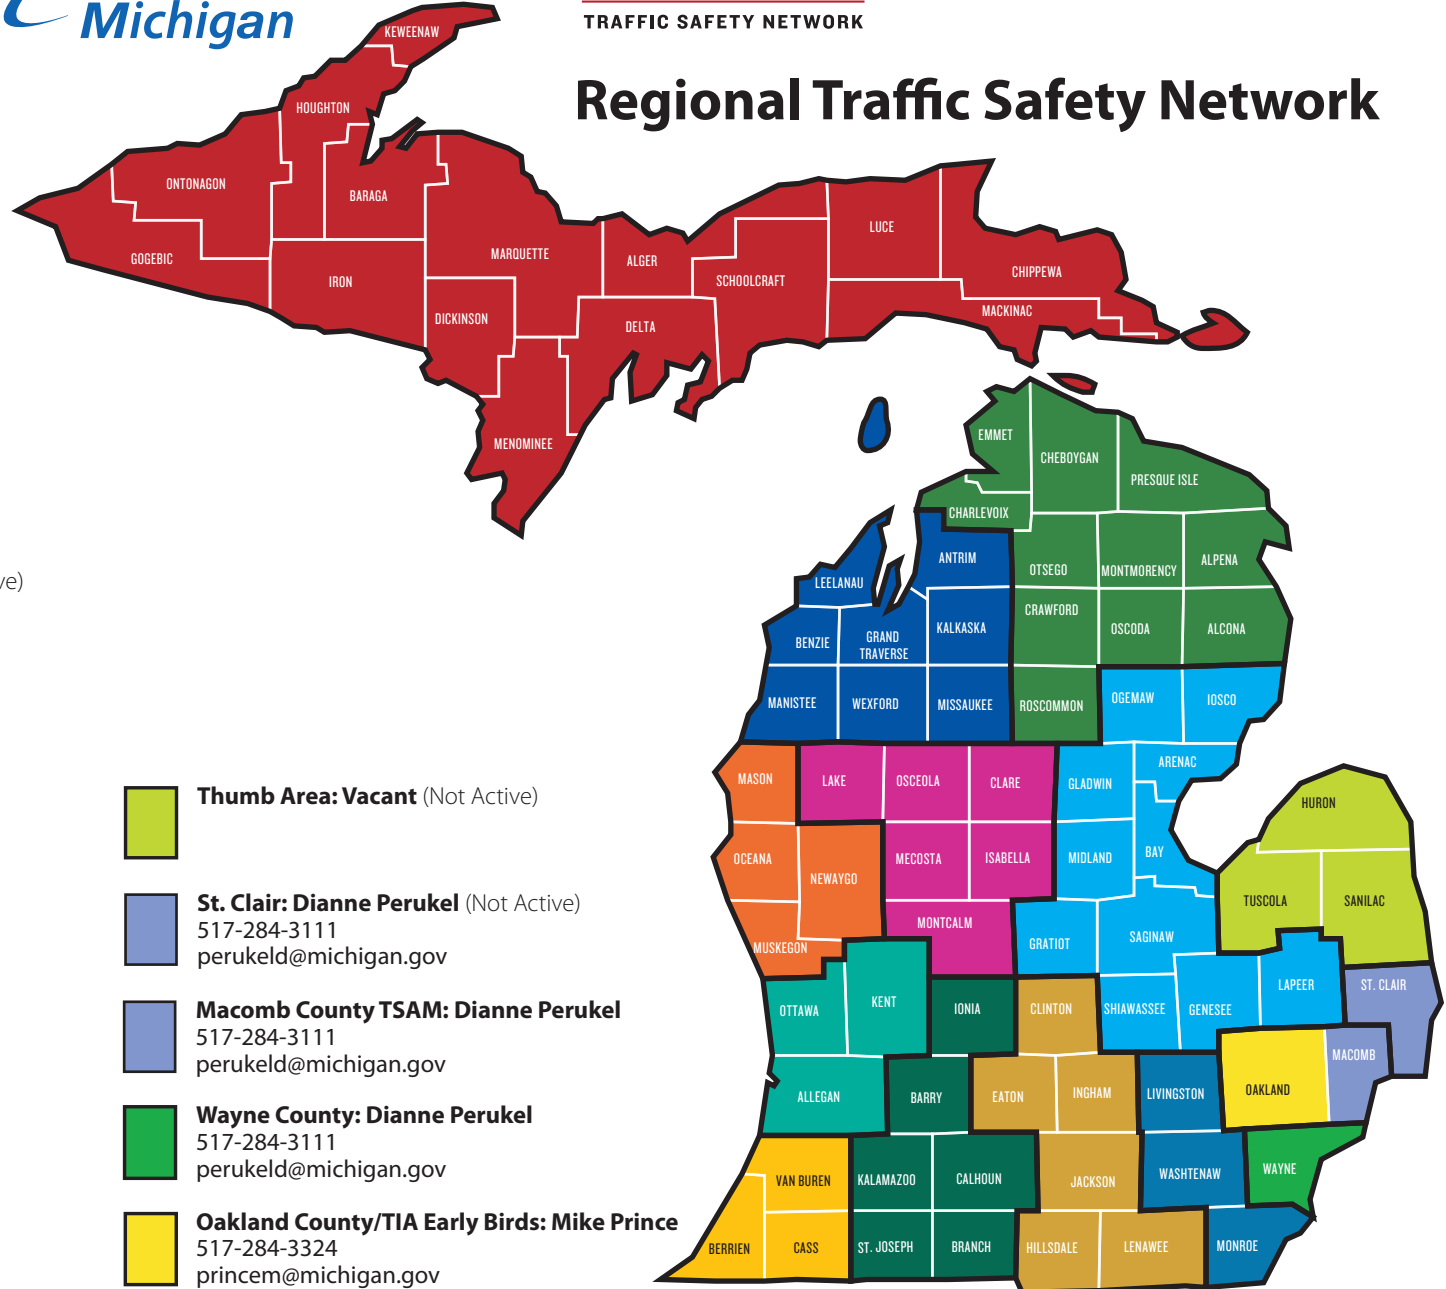 Michigan
TRAFFIC SAFETY NETWORK
Regional Traffic Safety Network
KEWEENAW
HOUGHTON
ONTONAGON
BARAGA
GOGEBIC
IRON
MARQUETTE
DICKINSON
ALGER
DELTA
MENOMINEE
SCHOOLCRAFT
LUCE
CHIPPEWA
MACKINAC
EMMET
CHEBOYGAN
PRESQUE ISLE
CHARLEVOIX
ANTRIM
OTSEGO
MONTMORENCY
ALPENA
LEELANAU
BENZIE
GRAND
TRAVERSE
KALKASKA
CRAWFORD
OSCODA
ALCONA
MANISTEE
WEXFORD
MISSAUKEE
ROSCOMMON
OGEMAW
IOSCO
MASON
LAKE
OSCEOLA
CLARE
GLADWIN
ARENAC
OCEANA
NEWAYGO
MECOSTA
ISABELLA
MIDLAND
BAY
HURON
MUSKEGON
MONTCALM
GRATIOT
SAGINAW
TUSCOLA
SANILAC
OTTAWA
KENT
IONIA
CLINTON
SHIAWASSEE
GENESEE
LAPEER
ST. CLAIR
ALLEGAN
BARRY
EATON
INGHAM
LIVINGSTON
OAKLAND
MACOMB
VAN BUREN
KALAMAZOO
CALHOUN
JACKSON
WASHTENAW
WAYNE
BERRIEN
CASS
ST. JOSEPH
BRANCH
HILLSDALE
LENAWEE
MONROE
ve)
Thumb Area: Vacant (Not Active)
St. Clair: Dianne Perukel (Not Active)
517-284-3111
perukeld@michigan.gov
Macomb County TSAM: Dianne Perukel
517-284-3111
perukeld@michigan.gov
Wayne County: Dianne Perukel
517-284-3111
perukeld@michigan.gov
Oakland County/TIA Early Birds: Mike Prince
517-284-3324
princem@michigan.gov